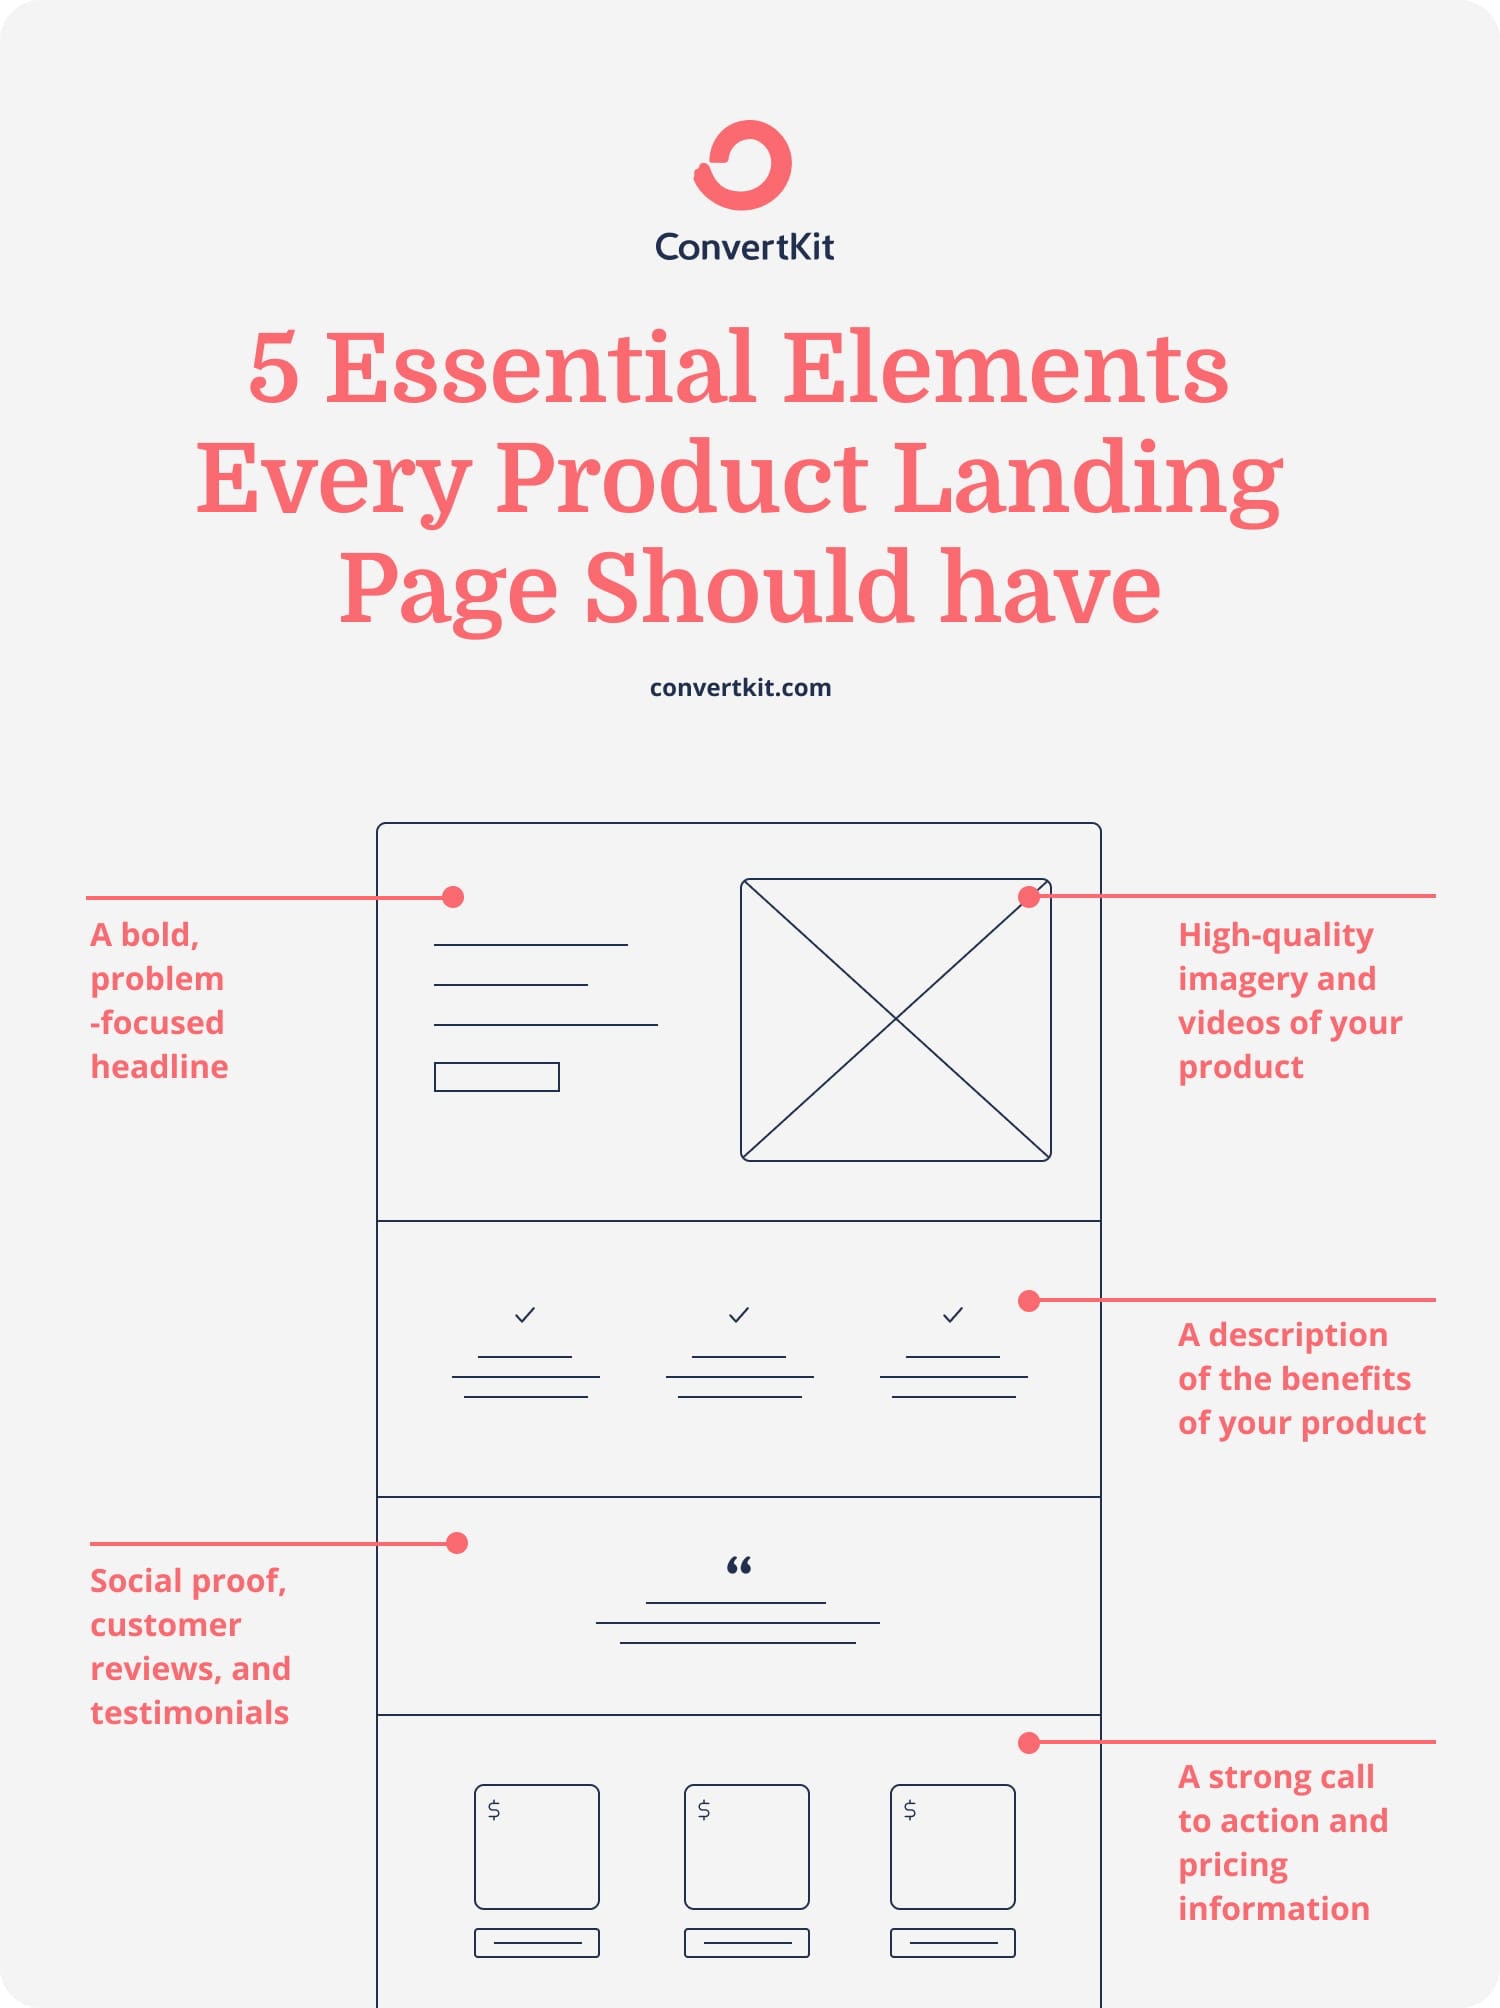 ConvertKit
5 Essential Elements
Every Product Landing
Page Should have
convertkit.com
A bold,
problem
-focused
headline
High-quality
imagery and
videos of your
product
A description
of the benefits
of your product
“
Social proof,
customer
reviews, and
testimonials
A strong call
to action and
pricing
information
$ $ $